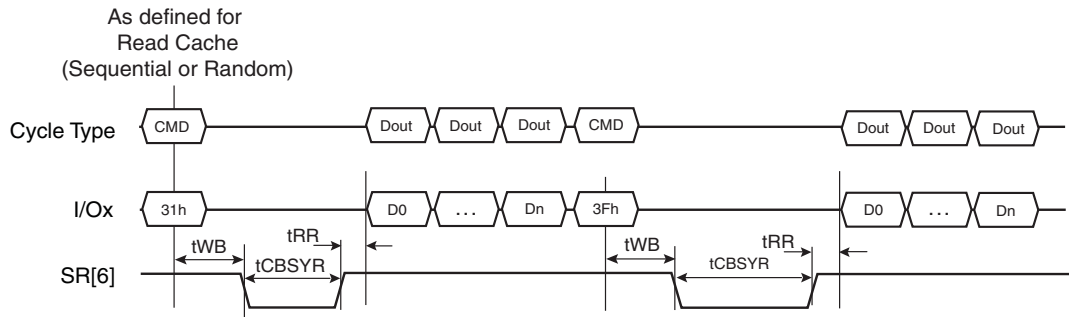 As defined for
Read Cache
(Sequential or Random)
Cycle Type CMD Dout Dout Dout CMD Dout Dout Dout
I/Ox 31h D0 ... Dn 3Fh D0 ... Dn
tWB tRR tWB tRR
SR[6] tCBSYR tCBSYR